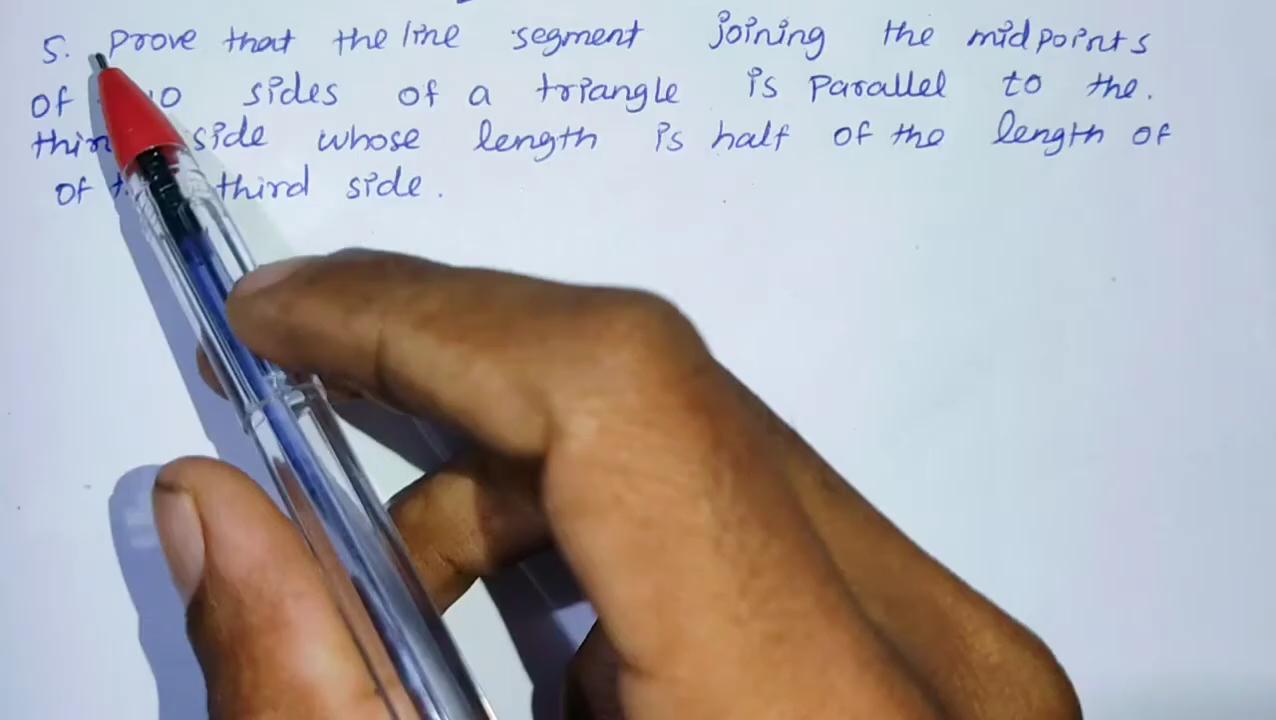 5. Prove that the line segment joining the midpoints
of sides of a triangle is parallel to the.
side whose length is half of the length of
of third side.